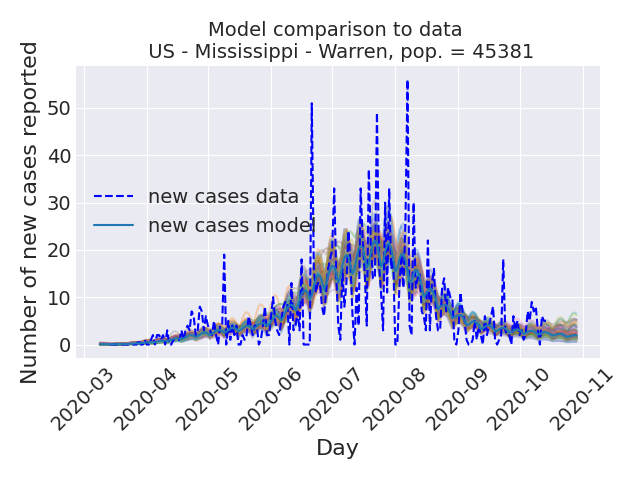 Model comparison to data
US - Mississippi - Warren, pop. = 45381
Number of new cases reported
50
40
30
20
10
0
new cases data
new cases model
2020-03
2020-04
2020-05
2020-06
2020-07
2020-08
2020-09
2020-10
2020-11
Day